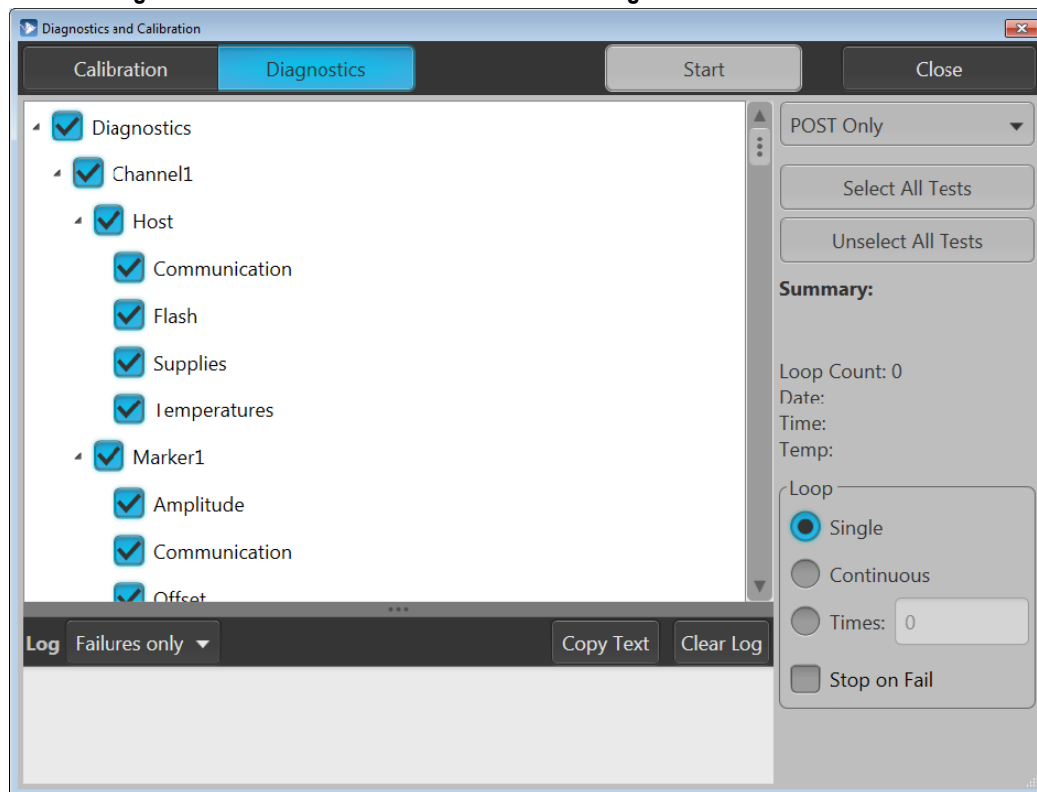 Diagnostics and Calibration
Calibration Diagnostics Start Close
Diagnostics
Channel1
Host
Communication
Flash
Supplies
Temperatures
Marker1
Amplitude
Communication
Offset
Log Failures only Copy Text Clear Log
POST Only
Select All Tests
Unselect All Tests
Summary:
Loop Count: 0
Date:
Time:
Temp:
Loop
Single
Continuous
Times: 0
Stop on Fail